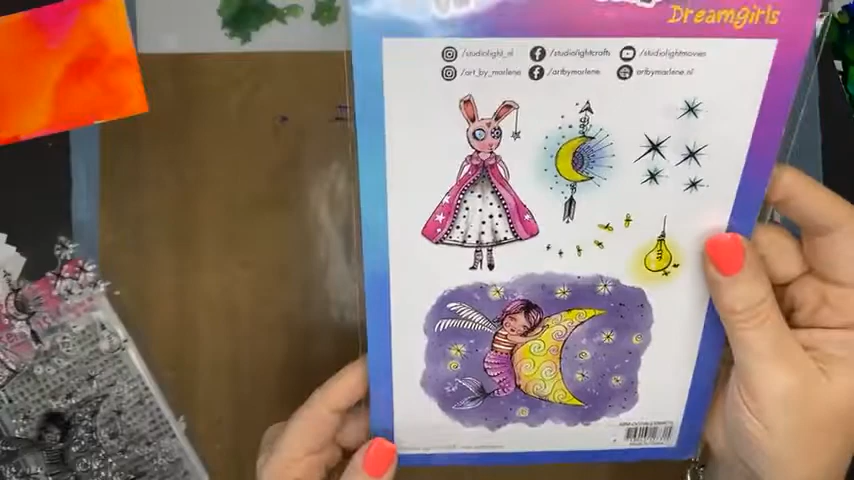 Dreamgirls
studiolight_nl studiolightcrafts studiolightmovies
art_by_marlene artbymarlene artbymarlene.nl